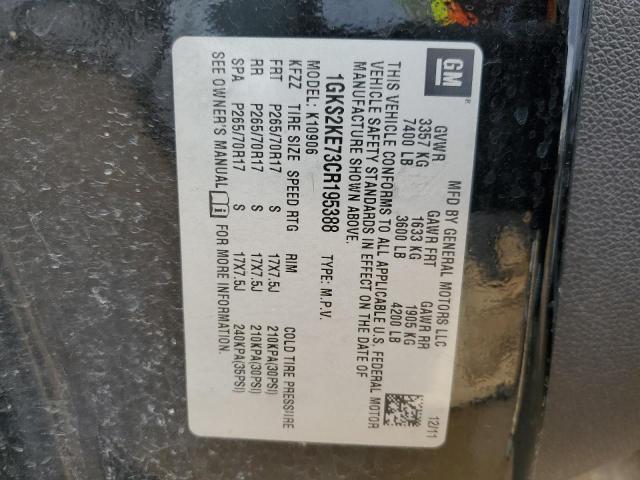 GM ®
MFD BY GENERAL MOTORS LLC 12/11
GVWR GAWR FRT GAWR RR
3357 KG 1633 KG 1905 KG
7400 LB 3600 LB 4200 LB
THIS VEHICLE CONFORMS TO ALL APPLICABLE U.S. FEDERAL MOTOR
VEHICLE SAFETY STANDARDS IN EFFECT ON THE DATE OF
MANUFACTURE SHOWN ABOVE.
1GKS2KE73CR195388 TYPE: M.P.V.
MODEL: K10906
KFZZ TIRE SIZE SPEED RTG RIM COLD TIRE PRESSURE
FRT P265/70R17 S 17X7.5J 210KPA(30PSI)
RR P265/70R17 S 17X7.5J 210KPA(30PSI)
SPA P265/70R17 S 17X7.5J 240KPA(35PSI)
SEE OWNER'S MANUAL FOR MORE INFORMATION.